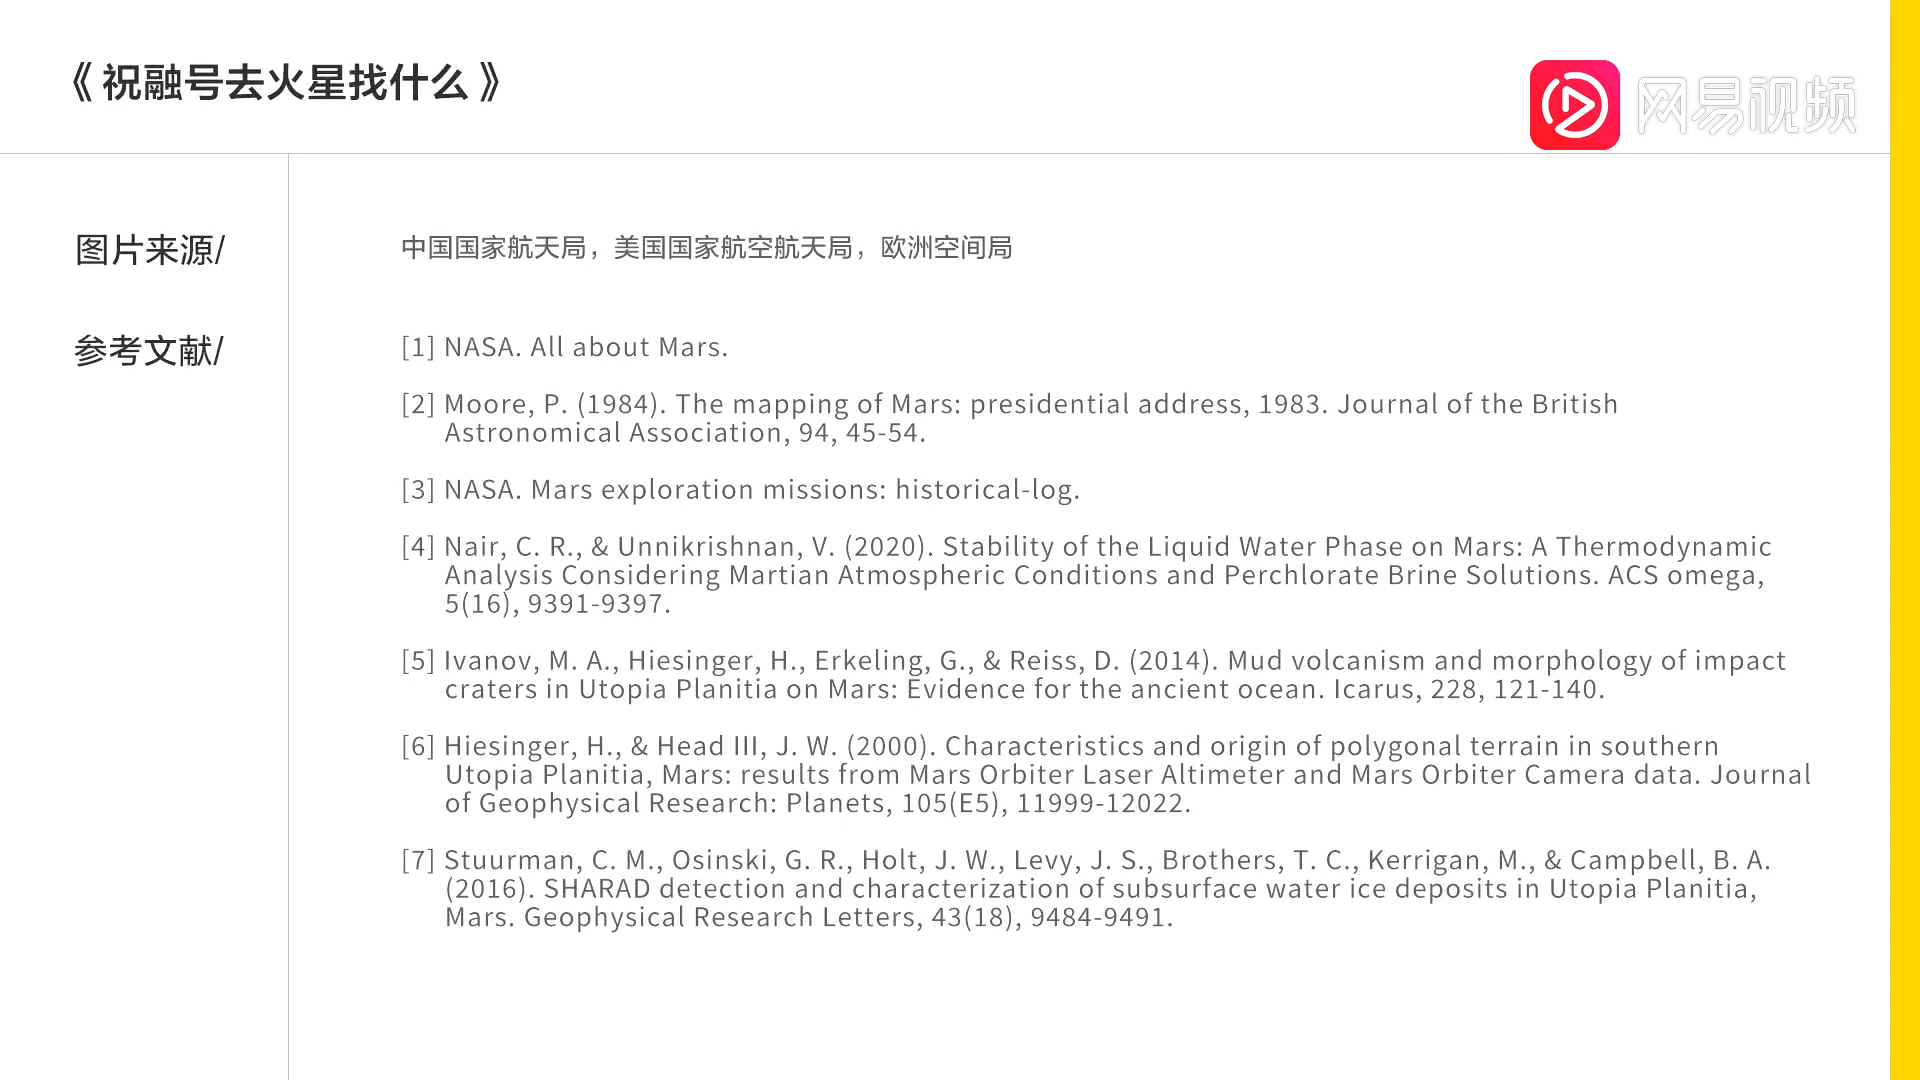 《祝融号去火星找什么》
网易视频
图片来源/
中国国家航天局，美国国家航空航天局，欧洲空间局
参考文献/
[1] NASA. All about Mars.
[2] Moore, P. (1984). The mapping of Mars: presidential address, 1983. Journal of the British
Astronomical Association, 94, 45-54.
[3] NASA. Mars exploration missions: historical-log.
[4] Nair, C. R., & Unnikrishnan, V. (2020). Stability of the Liquid Water Phase on Mars: A Thermodynamic
Analysis Considering Martian Atmospheric Conditions and Perchlorate Brine Solutions. ACS omega,
5(16), 9391-9397.
[5] Ivanov, M. A., Hiesinger, H., Erkeling, G., & Reiss, D. (2014). Mud volcanism and morphology of impact
craters in Utopia Planitia on Mars: Evidence for the ancient ocean. Icarus, 228, 121-140.
[6] Hiesinger, H., & Head III, J. W. (2000). Characteristics and origin of polygonal terrain in southern
Utopia Planitia, Mars: results from Mars Orbiter Laser Altimeter and Mars Orbiter Camera data. Journal
of Geophysical Research: Planets, 105(E5), 11999-12022.
[7] Stuurman, C. M., Osinski, G. R., Holt, J. W., Levy, J. S., Brothers, T. C., Kerrigan, M., & Campbell, B. A.
(2016). SHARAD detection and characterization of subsurface water ice deposits in Utopia Planitia,
Mars. Geophysical Research Letters, 43(18), 9484-9491.